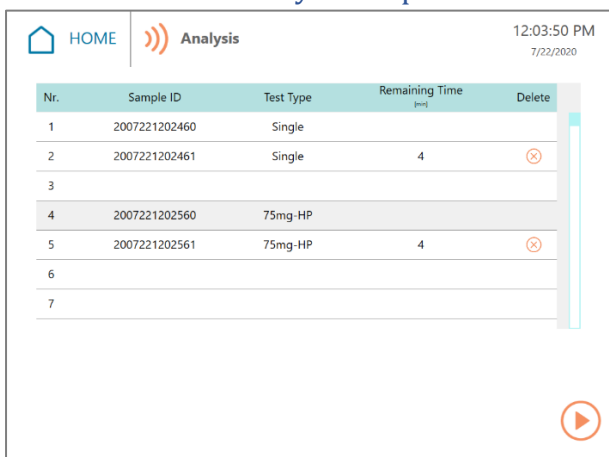 HOME
Analysis
12:03:50 PM
7/22/2020
Nr. Sample ID Test Type Remaining Time [min] Delete
1 2007221202460 Single
2 2007221202461 Single 4
3
4 2007221202560 75mg-HP
5 2007221202561 75mg-HP 4
6
7